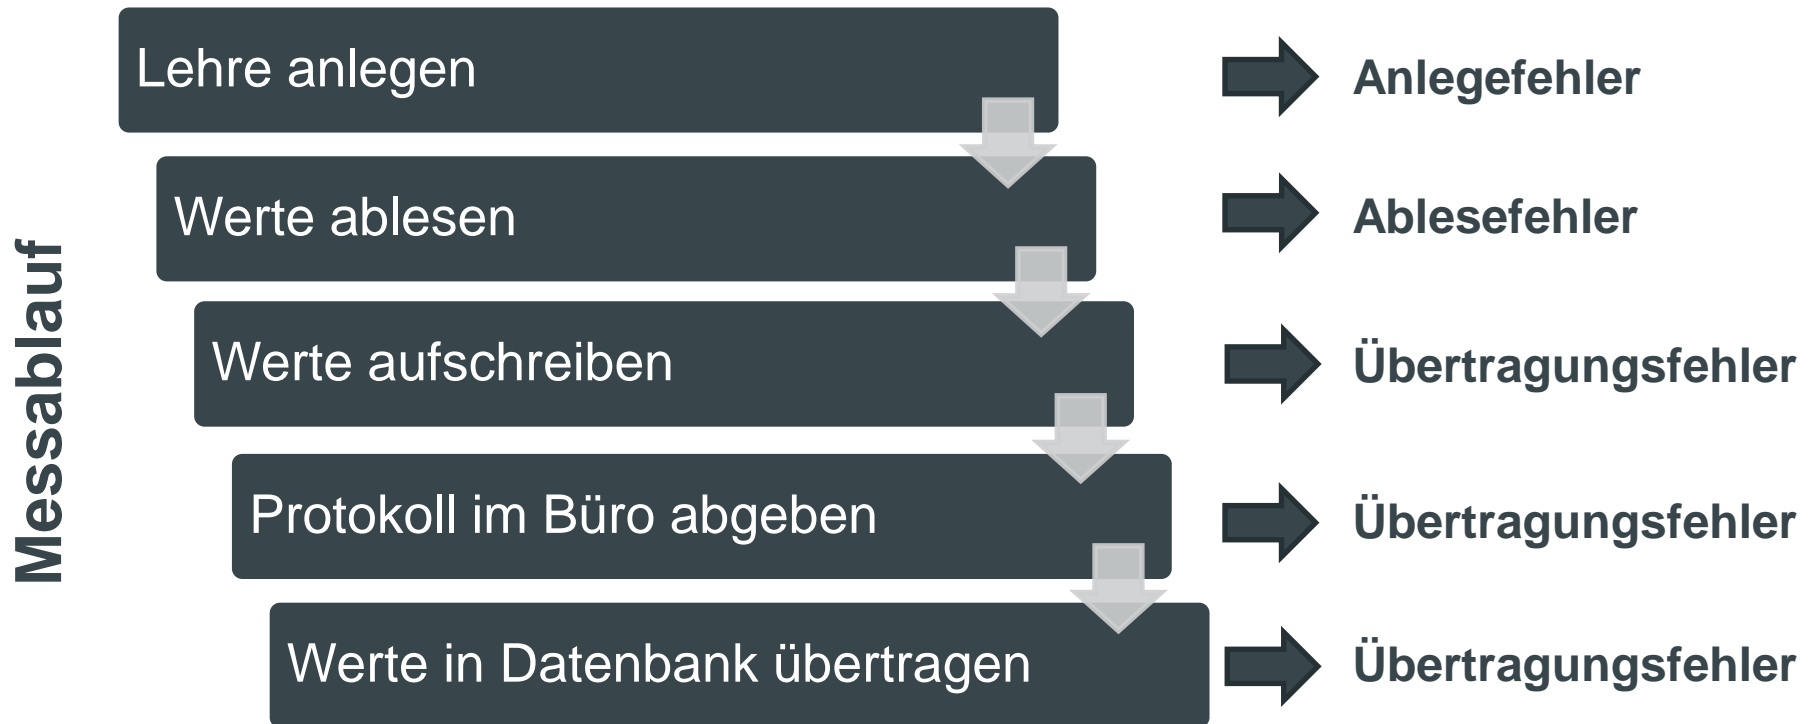 Messablauf
Lehre anlegen
Anlegefehler
Werte ablesen
Ablesefehler
Werte aufschreiben
Übertragungsfehler
Protokoll im Büro abgeben
Übertragungsfehler
Werte in Datenbank übertragen
Übertragungsfehler